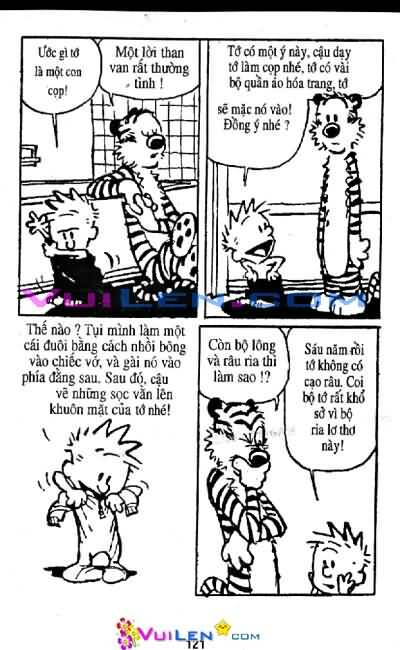 Ước gì tớ
là một con
cọp!
Một lời than
van rất thường
tình !
Tớ có một ý này, cậu dạy
tớ làm cọp nhé, tớ có vài
bộ quần áo hóa trang, tớ
sẽ mặc nó vào!
Đồng ý nhé ?
Thế nào ? Tụi mình làm một
cái đuôi bằng cách nhồi bông
vào chiếc vớ, và gài nó vào
phía đằng sau. Sau đó, cậu
vẽ những sọc vằn lên
khuôn mặt của tớ nhé!
Còn bộ lông
và râu ria thì
làm sao !?
Sáu năm rồi
tớ không có
cạo râu. Coi
bộ tớ rất khổ
sở vì bộ
ria lơ thơ
này!
VuiLen.com
VuiLen.com
121